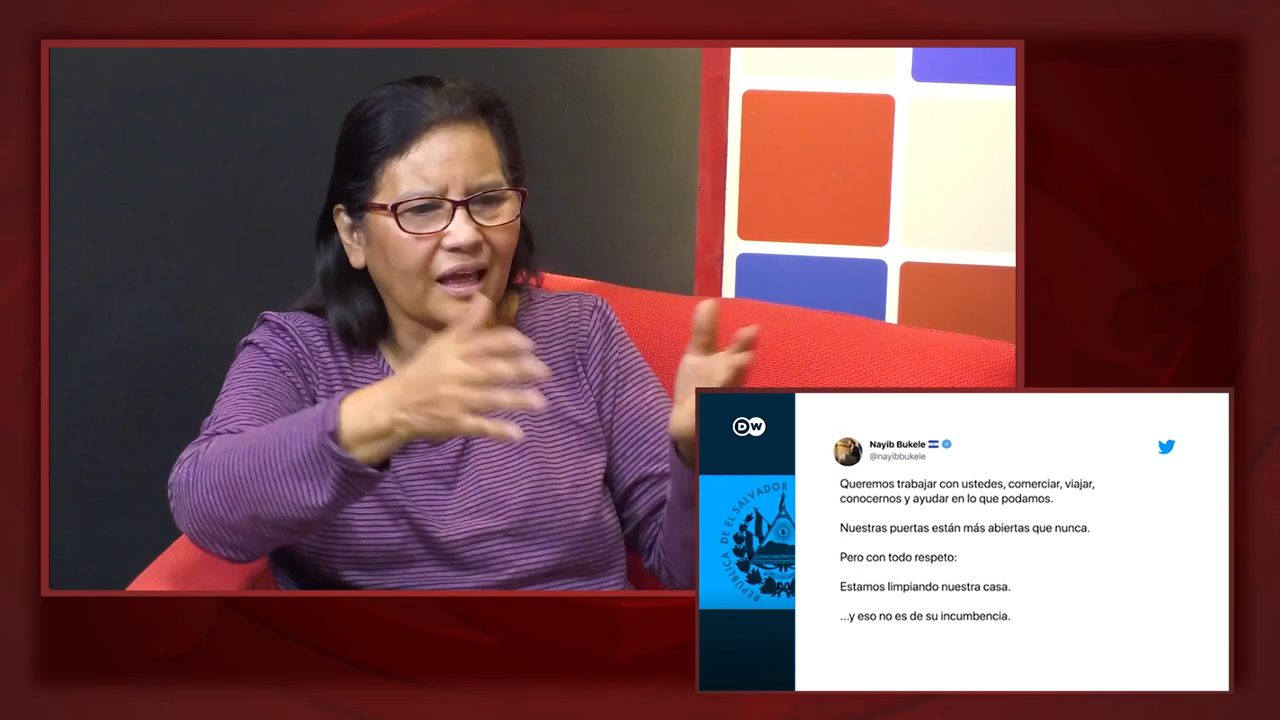 DW
Nayib Bukele
@nayibbukele
Queremos trabajar con ustedes, comerciar, viajar,
conocernos y ayudar en lo que podamos.
Nuestras puertas están más abiertas que nunca.
Pero con todo respeto:
Estamos limpiando nuestra casa.
...y eso no es de su incumbencia.
REPÚBLICA DE EL SALVADOR